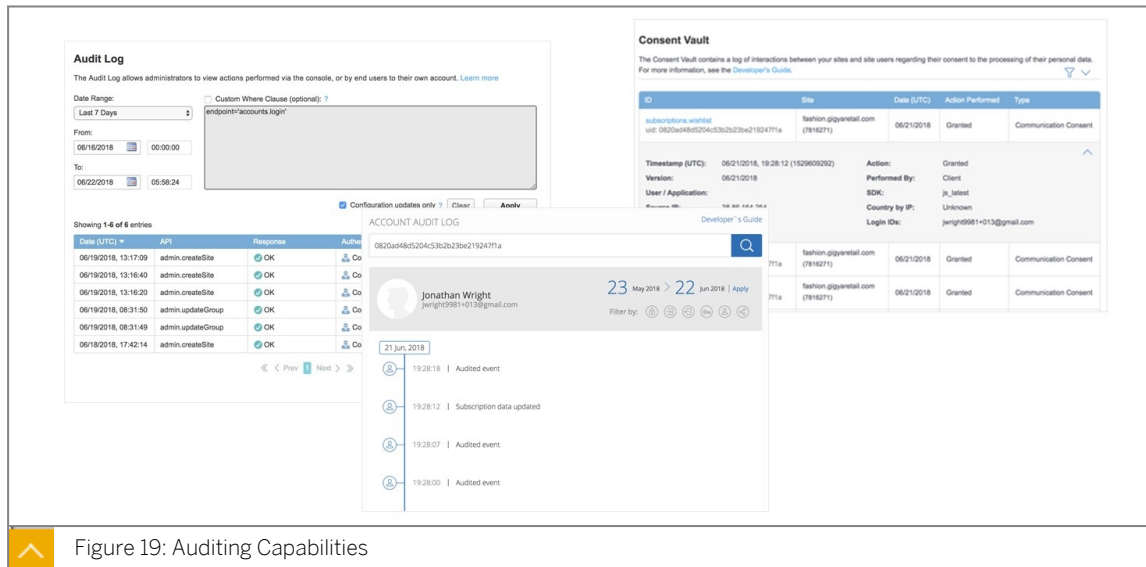 Audit Log
The Audit Log allows administrators to view actions performed via the console, or by end users to their own account. Learn more
Date Range:
Custom Where Clause (optional): ?
Last 7 Days
endpoint='accounts.login'
From:
06/16/2018 00:00:00
To:
06/22/2018 05:58:24
Configuration updates only ? Clear Apply
Showing 1-6 of 6 entries
Date (UTC) API Response
06/19/2018, 13:17:09 admin.createSite OK Co
06/19/2018, 13:16:40 admin.createSite OK Co
06/19/2018, 13:16:20 admin.createSite OK Co
06/19/2018, 08:31:50 admin.updateGroup OK Co
06/19/2018, 08:31:49 admin.updateGroup OK Co
06/18/2018, 17:42:14 admin.createSite OK Co
Prev 1 Next
ACCOUNT AUDIT LOG Developer`s Guide
0820ad48d5204c53b2b23be219247f1a
Jonathan Wright
jwright9981+013@gmail.com
23 May 2018 > 22 Jun 2018 | Apply
Filter by:
21 Jun, 2018
19:28:18 | Audited event
19:28:12 | Subscription data updated
19:28:07 | Audited event
19:28:00 | Audited event
Consent Vault
The Consent Vault contains a log of interactions between your sites and site users regarding their consent to the processing of their personal data.
For more information, see the Developer's Guide.
ID Site Date (UTC) Action Performed Type
subscriptions.wishlist
uid: 0820ad48d5204c53b2b23be219247f1a
fashion.gigyaretail.com
(7816271)
06/21/2018 Granted Communication Consent
Timestamp (UTC): 06/21/2018, 19:28:12 (1529609292) Action: Granted
Version: 06/21/2018 Performed By: Client
User / Application: SDK: js_latest
Country by IP: Unknown
Login IDs: jwright9981+013@gmail.com
7f1a
fashion.gigyaretail.com
(7816271)
06/21/2018 Granted Communication Consent
7f1a
fashion.gigyaretail.com
(7816271)
06/21/2018 Granted Communication Consent
Figure 19: Auditing Capabilities